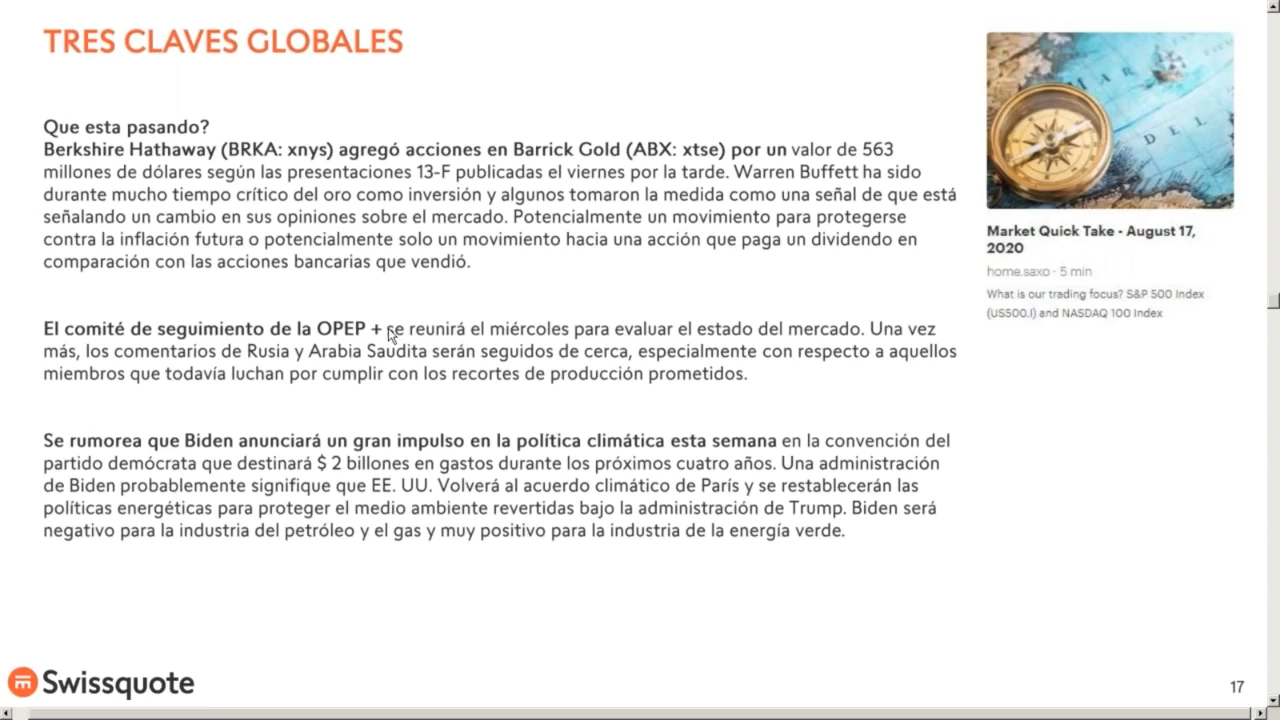 TRES CLAVES GLOBALES
Que esta pasando?
Berkshire Hathaway (BRKA: xnys) agregó acciones en Barrick Gold (ABX: xtse) por un valor de 563
millones de dólares según las presentaciones 13-F publicadas el viernes por la tarde. Warren Buffett ha sido
durante mucho tiempo crítico del oro como inversión y algunos tomaron la medida como una señal de que está
señalando un cambio en sus opiniones sobre el mercado. Potencialmente un movimiento para protegerse
contra la inflación futura o potencialmente solo un movimiento hacia una acción que paga un dividendo en
comparación con las acciones bancarias que vendió.
El comité de seguimiento de la OPEP + se reunirá el miércoles para evaluar el estado del mercado. Una vez
más, los comentarios de Rusia y Arabia Saudita serán seguidos de cerca, especialmente con respecto a aquellos
miembros que todavía luchan por cumplir con los recortes de producción prometidos.
Se rumorea que Biden anunciará un gran impulso en la política climática esta semana en la convención del
partido demócrata que destinará $ 2 billones en gastos durante los próximos cuatro años. Una administración
de Biden probablemente signifique que EE. UU. Volverá al acuerdo climático de París y se restablecerán las
políticas energéticas para proteger el medio ambiente revertidas bajo la administración de Trump. Biden será
negativo para la industria del petróleo y el gas y muy positivo para la industria de la energía verde.
MAR
DEL
Market Quick Take - August 17,
2020
home.saxo · 5 min
What is our trading focus? S&P 500 Index
(US500.I) and NASDAQ 100 Index
Swissquote
17